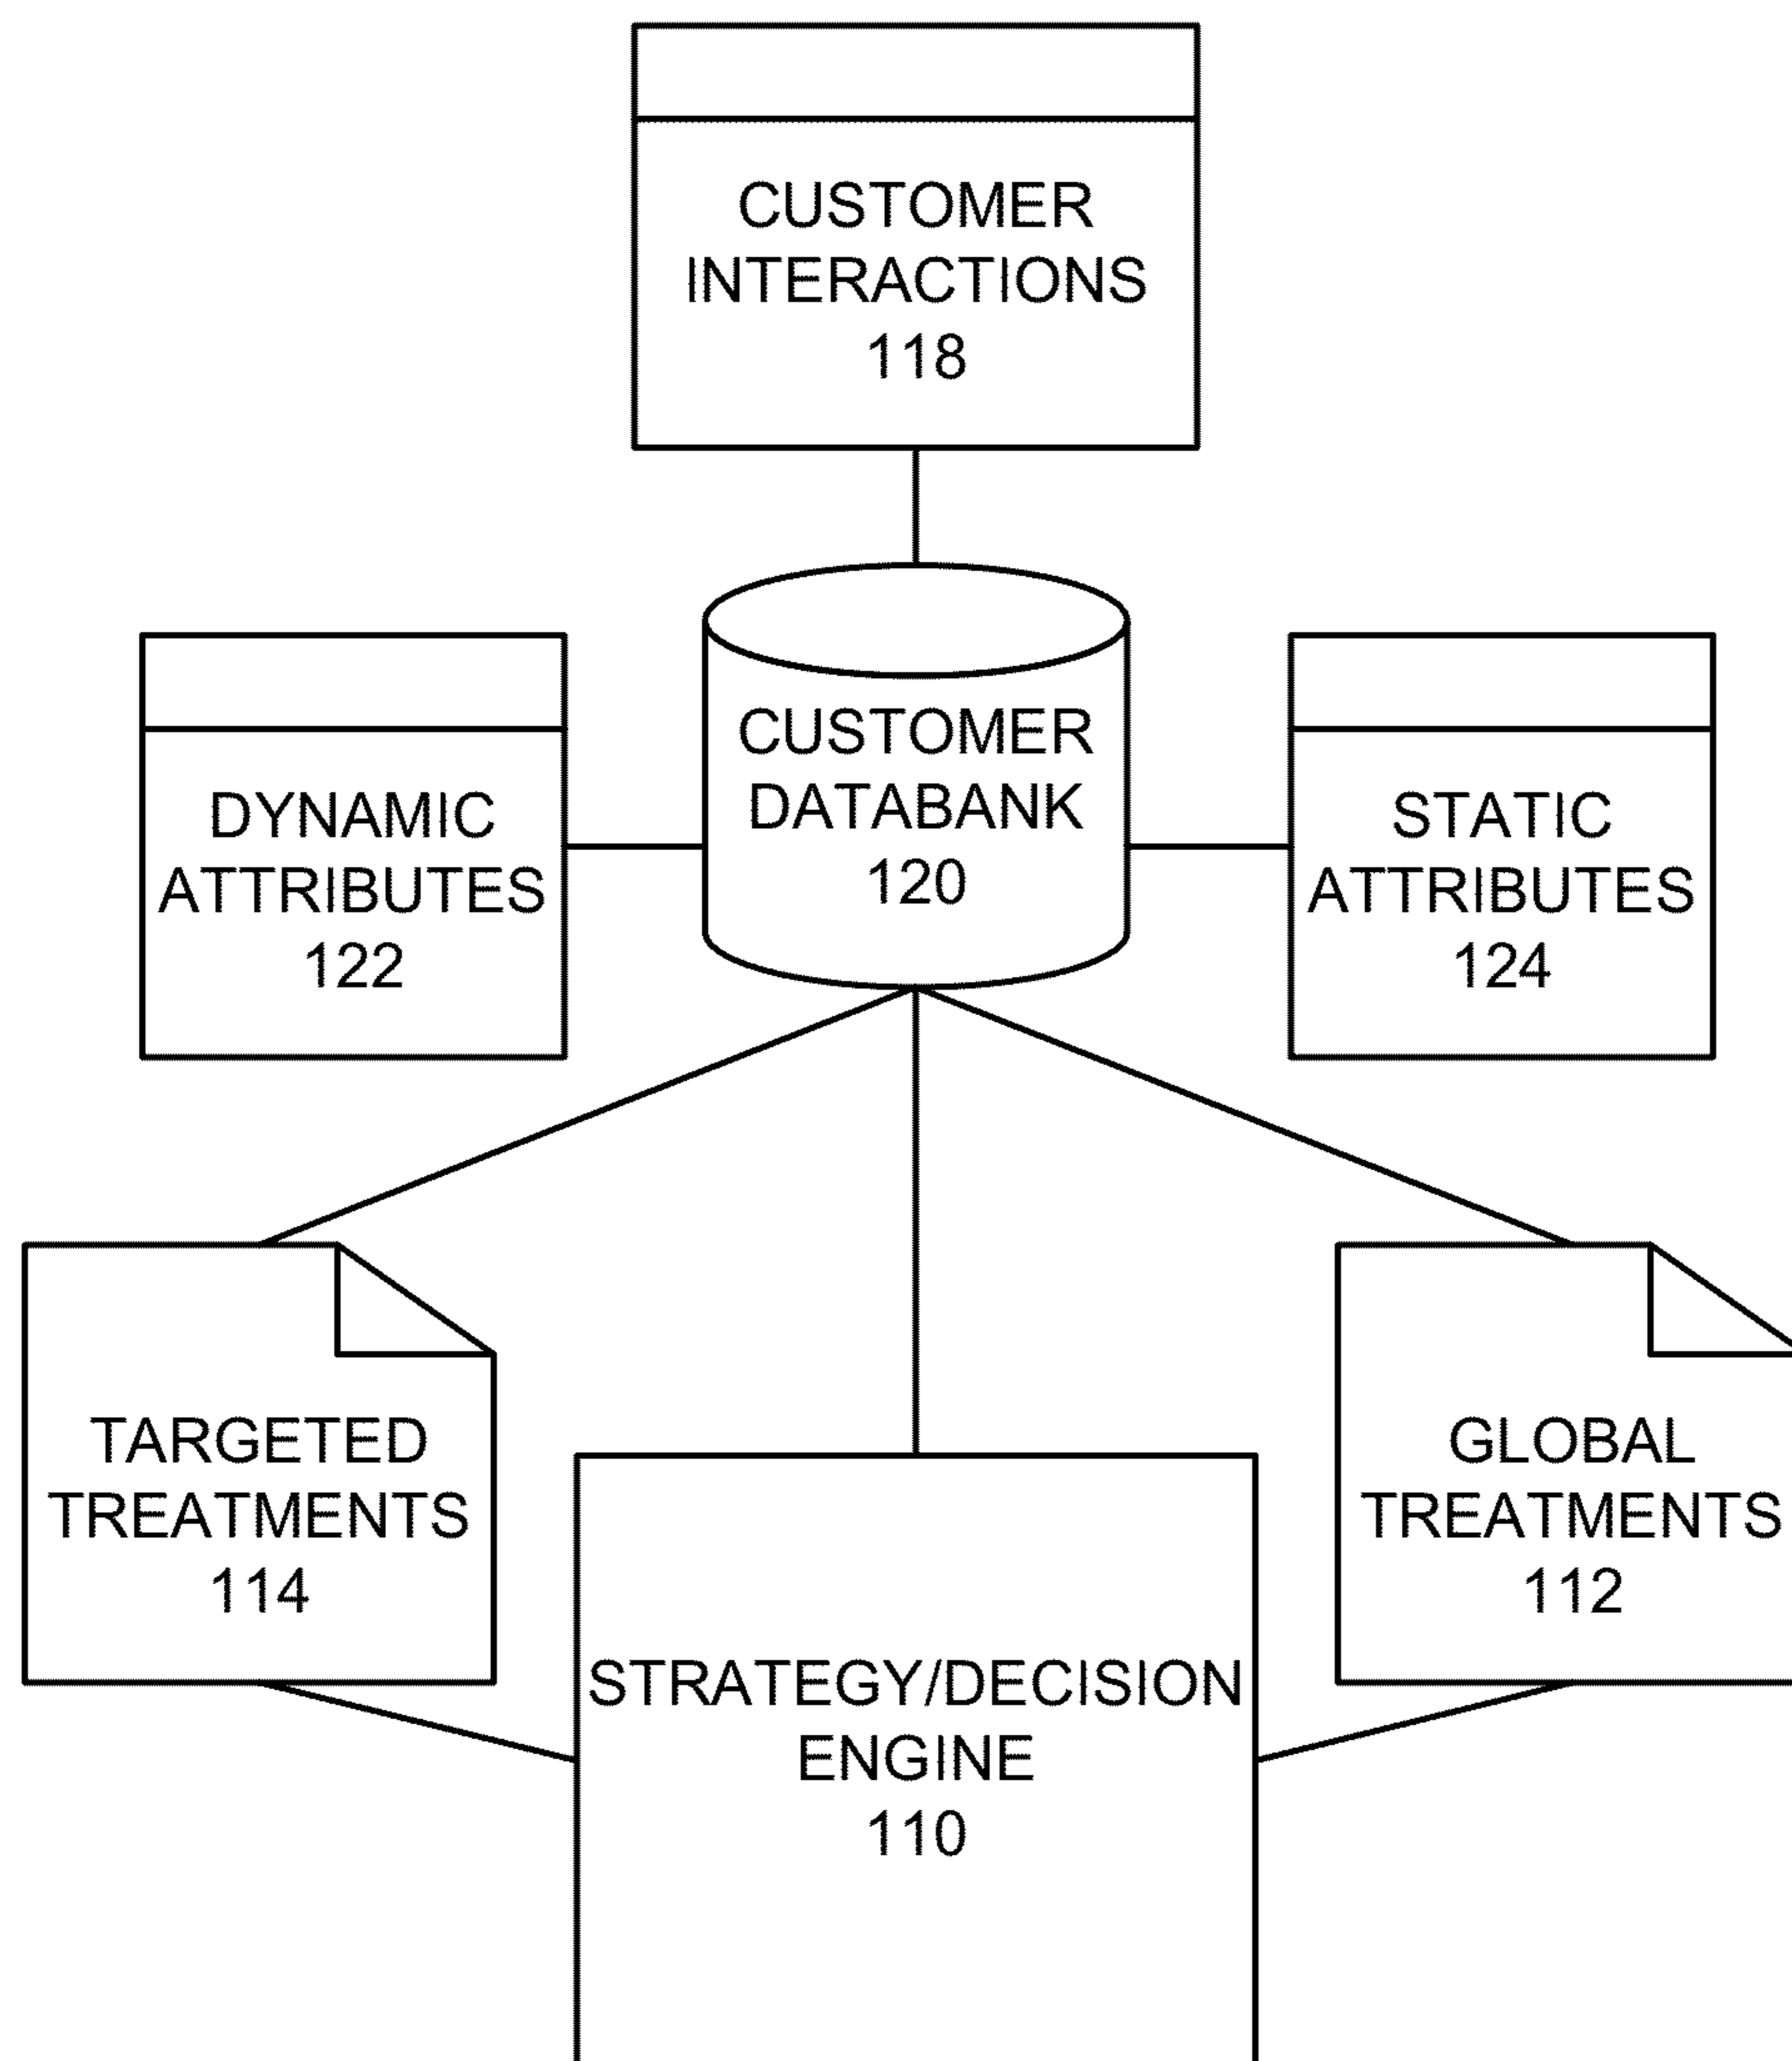 CUSTOMER
INTERACTIONS
118
CUSTOMER
DATABANK
120
DYNAMIC
ATTRIBUTES
122
STATIC
ATTRIBUTES
124
TARGETED
TREATMENTS
114
GLOBAL
TREATMENTS
112
STRATEGY/DECISION
ENGINE
110